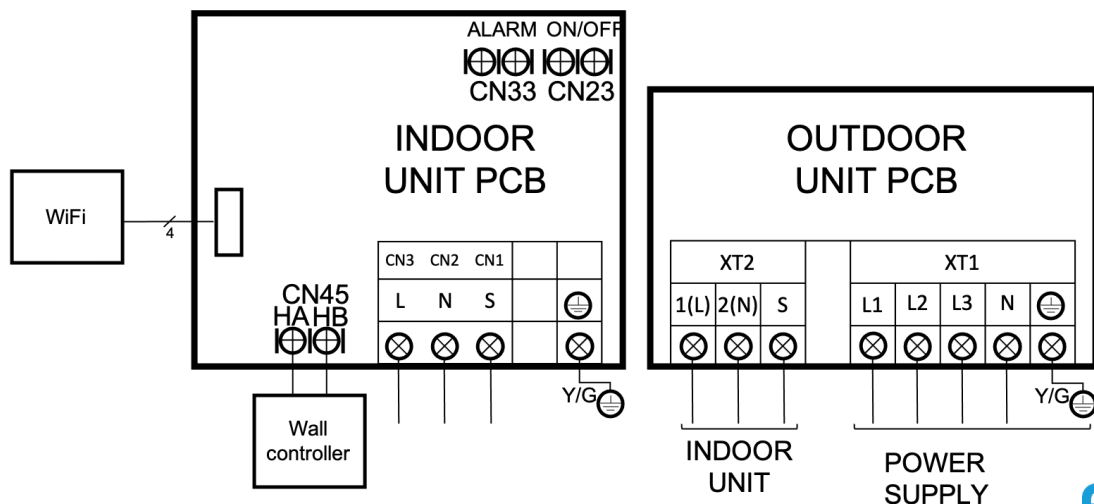 ALARM ON/OFF
CN33 CN23
INDOOR
UNIT PCB
WiFi
4
CN45
HA HB
Wall
controller
CN3 CN2 CN1
L N S
Y/G
OUTDOOR
UNIT PCB
XT2 XT1
1(L) 2(N) S L1 L2 L3 N
Y/G
INDOOR
UNIT
POWER
SUPPLY